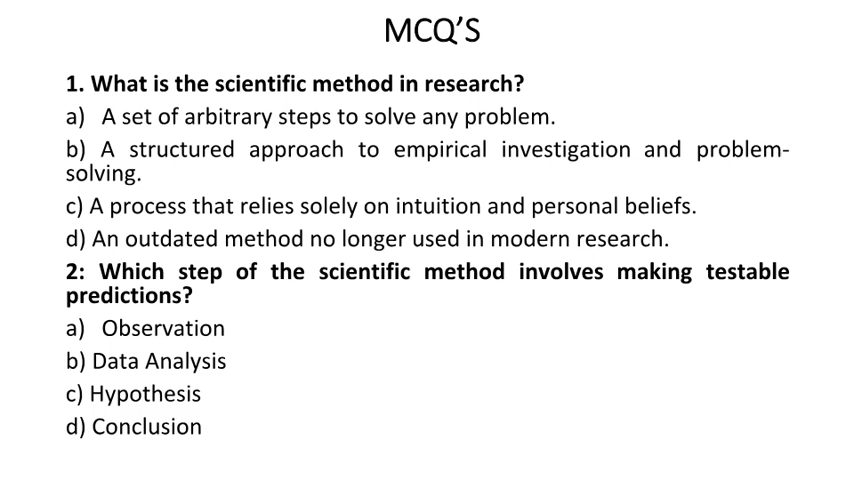 MCQ’S
1. What is the scientific method in research?
a) A set of arbitrary steps to solve any problem.
b) A structured approach to empirical investigation and problem-
solving.
c) A process that relies solely on intuition and personal beliefs.
d) An outdated method no longer used in modern research.
2: Which step of the scientific method involves making testable
predictions?
a) Observation
b) Data Analysis
c) Hypothesis
d) Conclusion